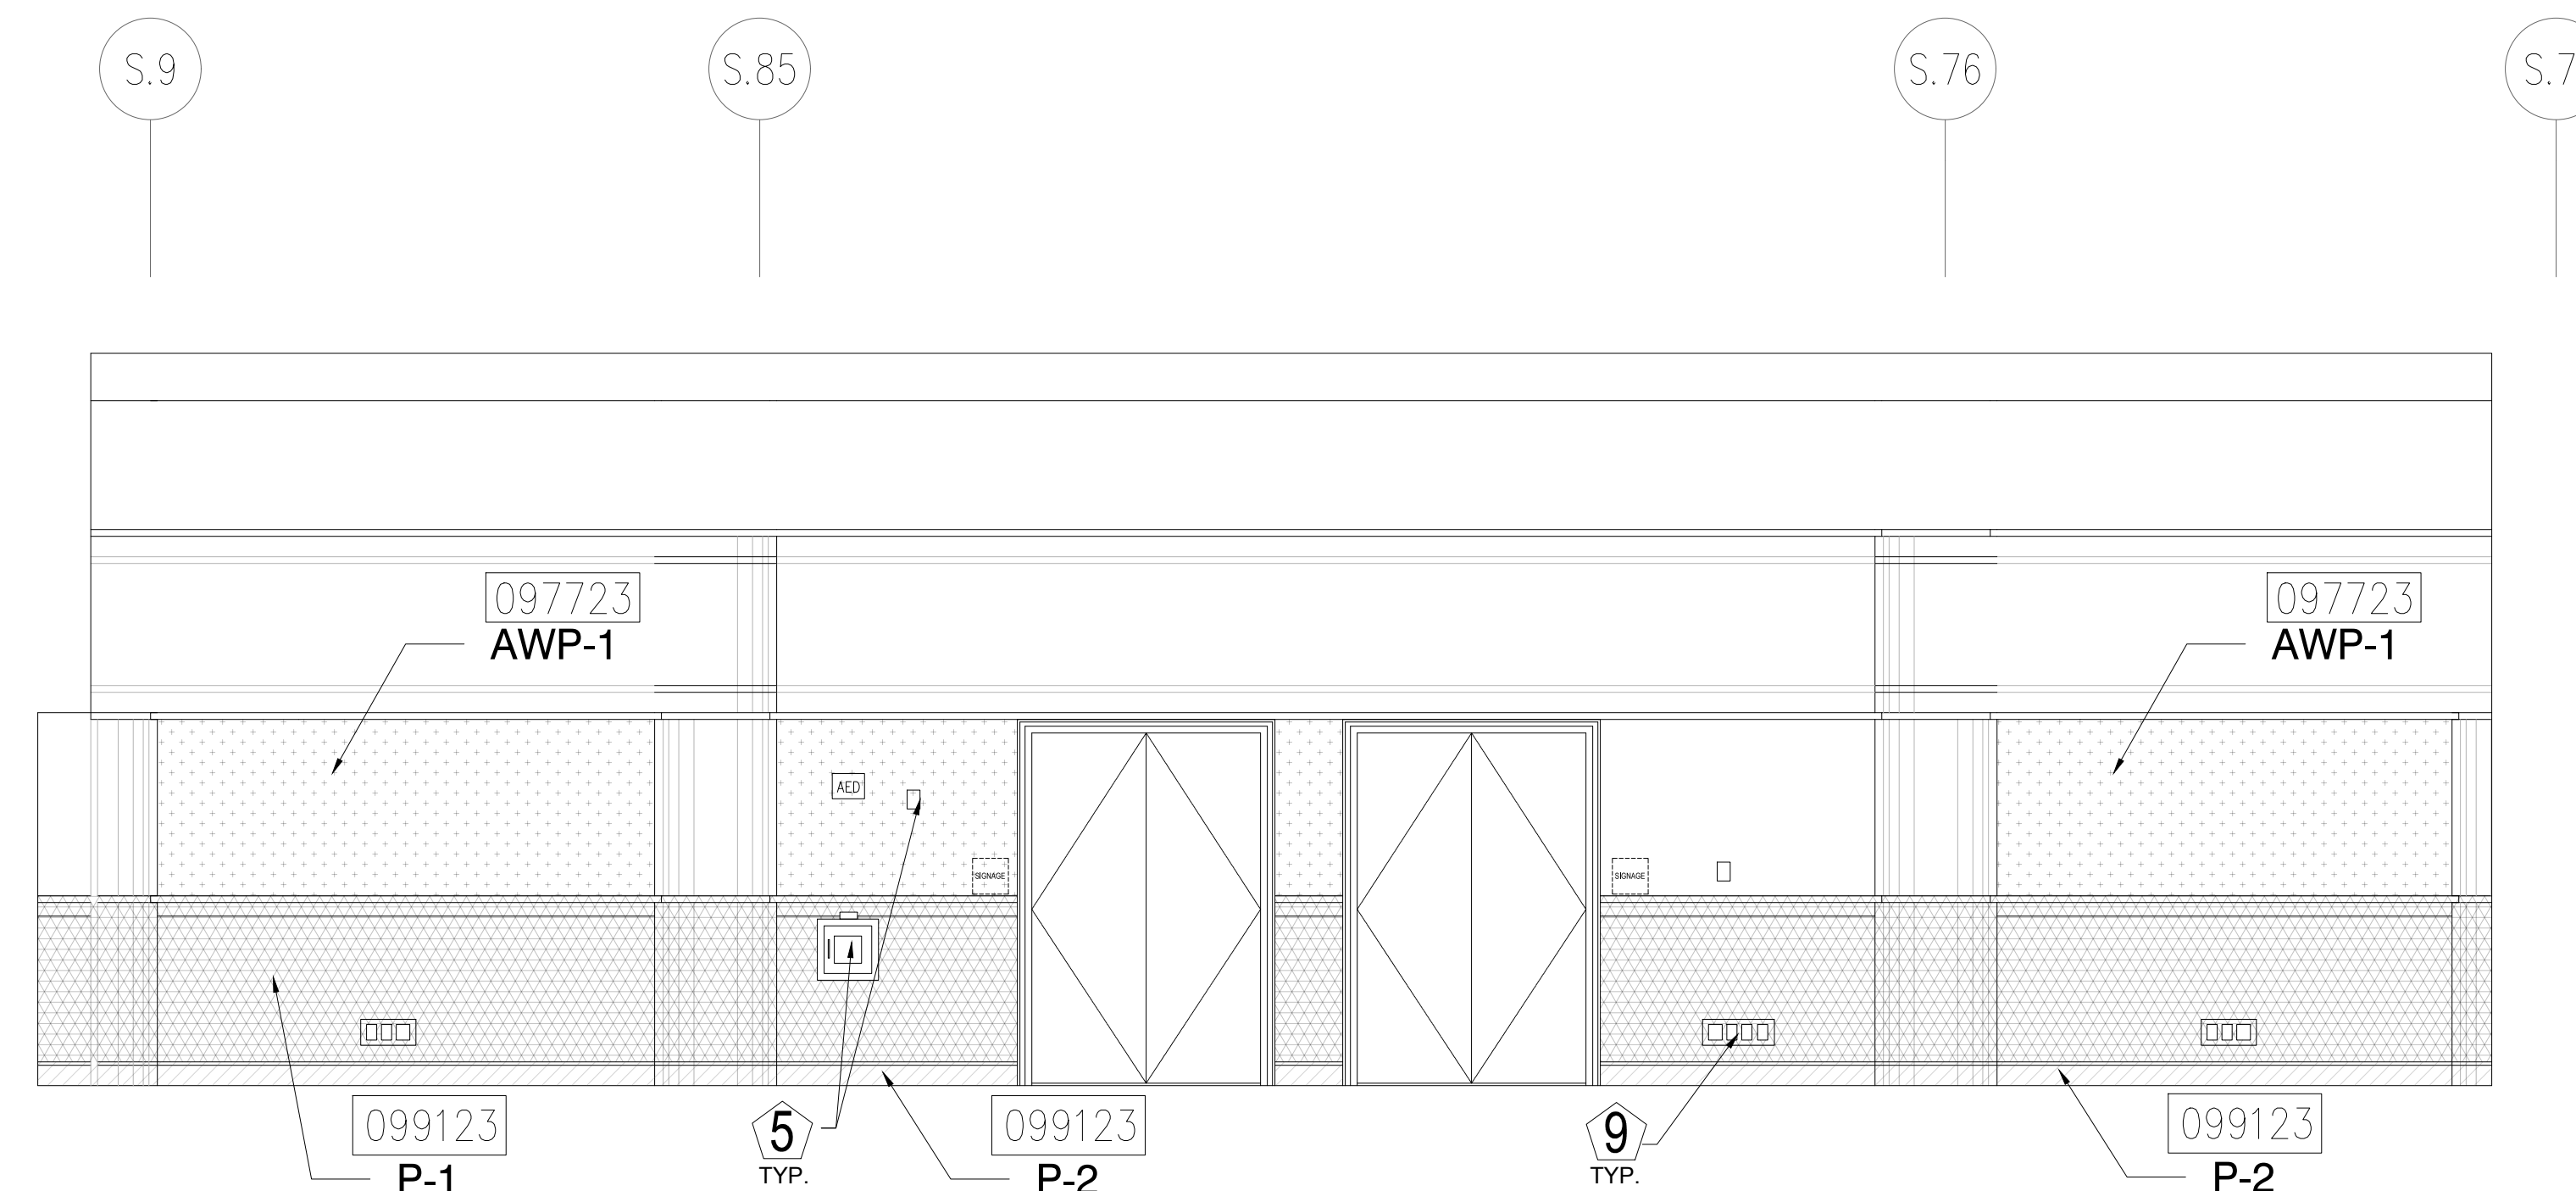 S.9
S.85
S.76
S.7
097723
AWP-1
097723
AWP-1
AED
SIGNAGE
SIGNAGE
099123
P-1
5
TYP.
099123
P-2
9
TYP.
099123
P-2